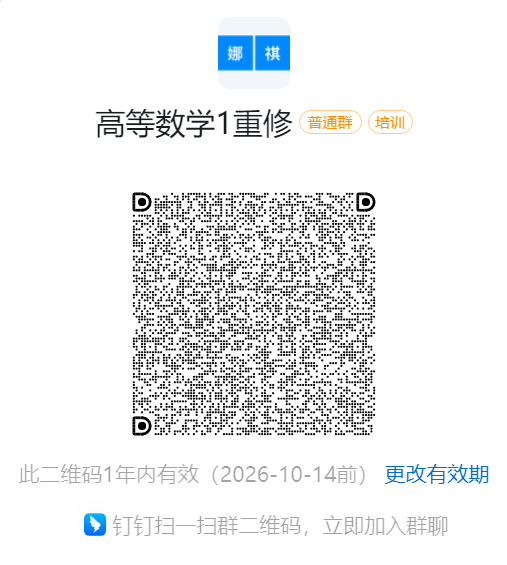 娜 祺
高等数学1重修 普通群 培训
此二维码1年内有效（2026-10-14前） 更改有效期
钉钉扫一扫群二维码，立即加入群聊